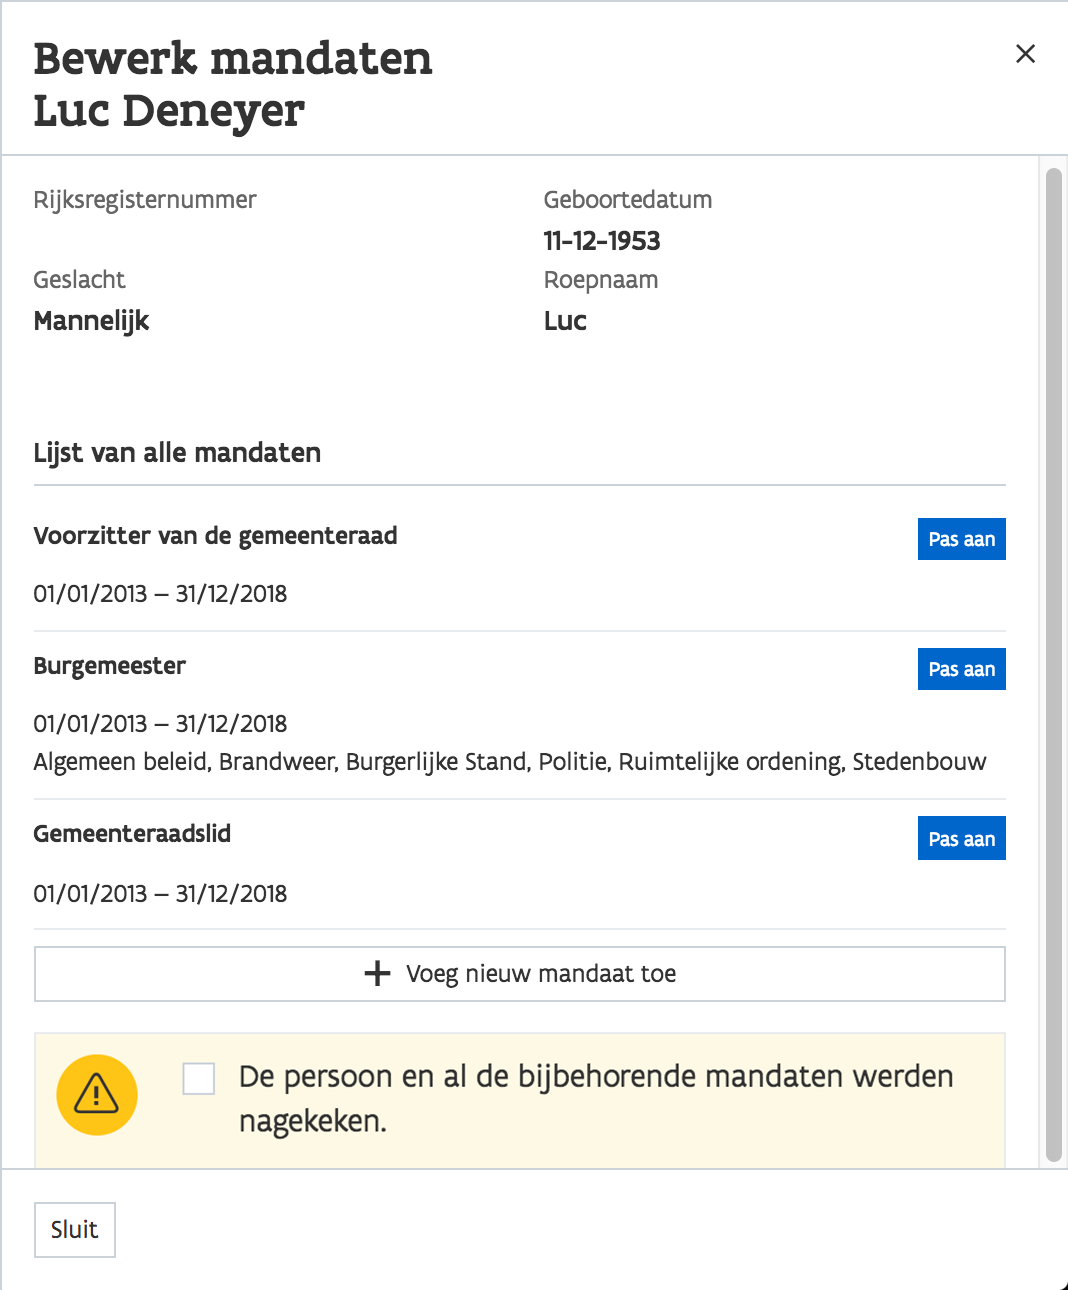 Bewerk mandaten
Luc Deneyer
Rijksregisternummer
Geboortedatum
11-12-1953
Geslacht
Roepnaam
Mannelijk
Luc
Lijst van alle mandaten
Voorzitter van de gemeenteraad
Pas aan
01/01/2013 – 31/12/2018
Burgemeester
Pas aan
01/01/2013 – 31/12/2018
Algemeen beleid, Brandweer, Burgerlijke Stand, Politie, Ruimtelijke ordening, Stedenbouw
Gemeenteraadslid
Pas aan
01/01/2013 – 31/12/2018
Voeg nieuw mandaat toe
De persoon en al de bijbehorende mandaten werden
nagekeken.
Sluit